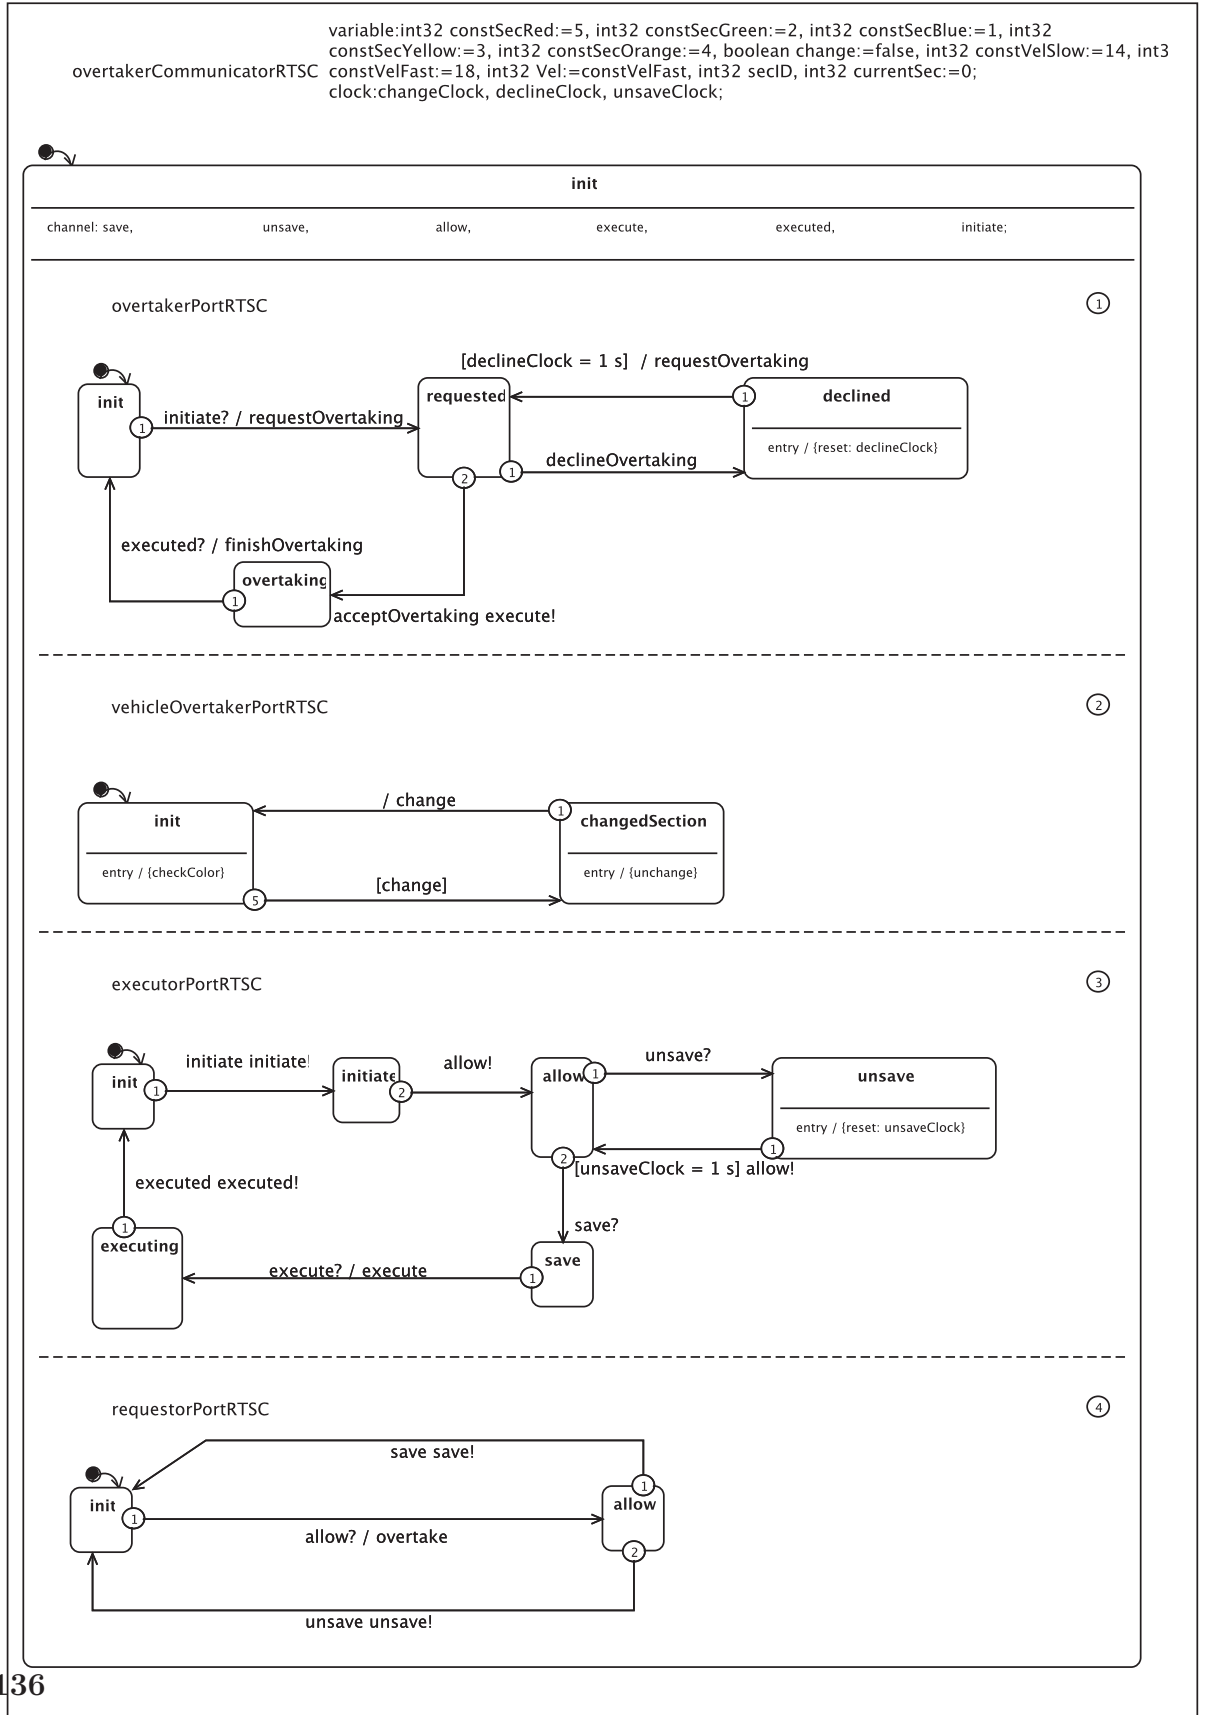 variable:int32 constSecRed:=5, int32 constSecGreen:=2, int32 constSecBlue:=1, int32
constSecYellow:=3, int32 constSecOrange:=4, boolean change:=false, int32 constVelSlow:=14, int3
overtakerCommunicatorRTSC constVelFast:=18, int32 Vel:=constVelFast, int32 secID, int32 currentSec:=0;
clock:changeClock, declineClock, unsaveClock;
init
channel: save, unsave, allow, execute, executed, initiate;
overtakerPortRTSC 1
[declineClock = 1 s] / requestOvertaking
init requested 1 declined
1 initiate? / requestOvertaking
entry / {reset: declineClock}
declineOvertaking
2 1
executed? / finishOvertaking
overtaking
1
acceptOvertaking execute!
vehicleOvertakerPortRTSC 2
/ change
1
init changedSection
entry / {checkColor} entry / {unchange}
[change]
5
executorPortRTSC 3
initiate initiate! allow! unsave?
init initiate allow 1 unsave
1 2
entry / {reset: unsaveClock}
1
2 [unsaveClock = 1 s] allow!
executed executed!
1 save?
executing save
execute? / execute 1
requestorPortRTSC 4
save save!
1
init allow
1
allow? / overtake
2
unsave unsave!
136